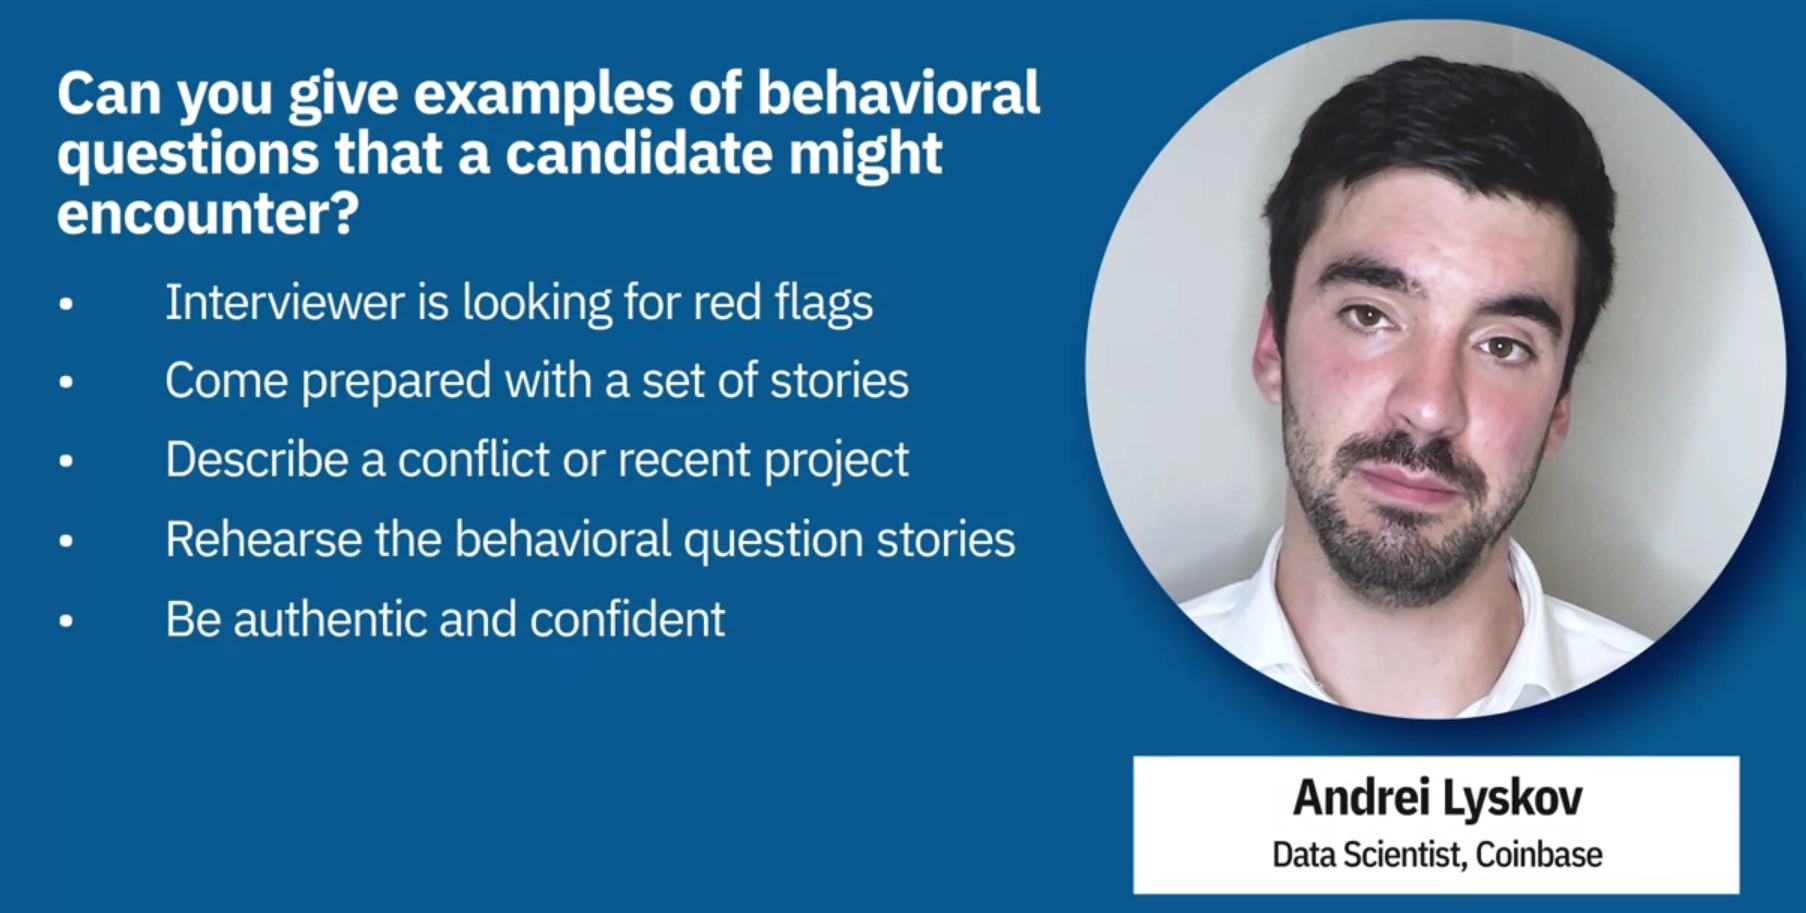 Can you give examples of behavioral
questions that a candidate might
encounter?
• Interviewer is looking for red flags
• Come prepared with a set of stories
• Describe a conflict or recent project
• Rehearse the behavioral question stories
• Be authentic and confident
Andrei Lyskov
Data Scientist, Coinbase